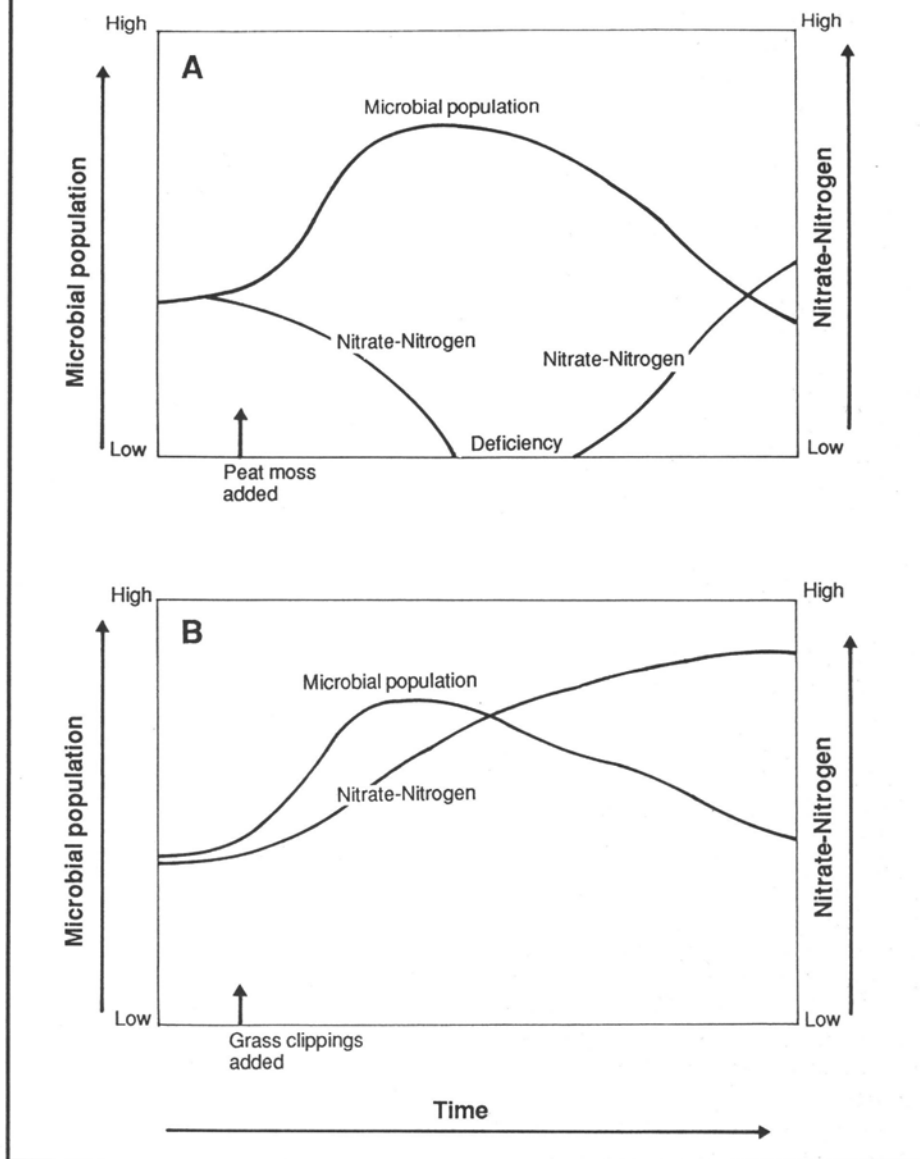 High
High
A
Microbial population
Microbial population
Nitrate-Nitrogen
Nitrate-Nitrogen
Nitrate-Nitrogen
Deficiency
Low
Low
Peat moss
added
High
High
B
Microbial population
Microbial population
Nitrate-Nitrogen
Nitrate-Nitrogen
Low
Low
Grass clippings
added
Time